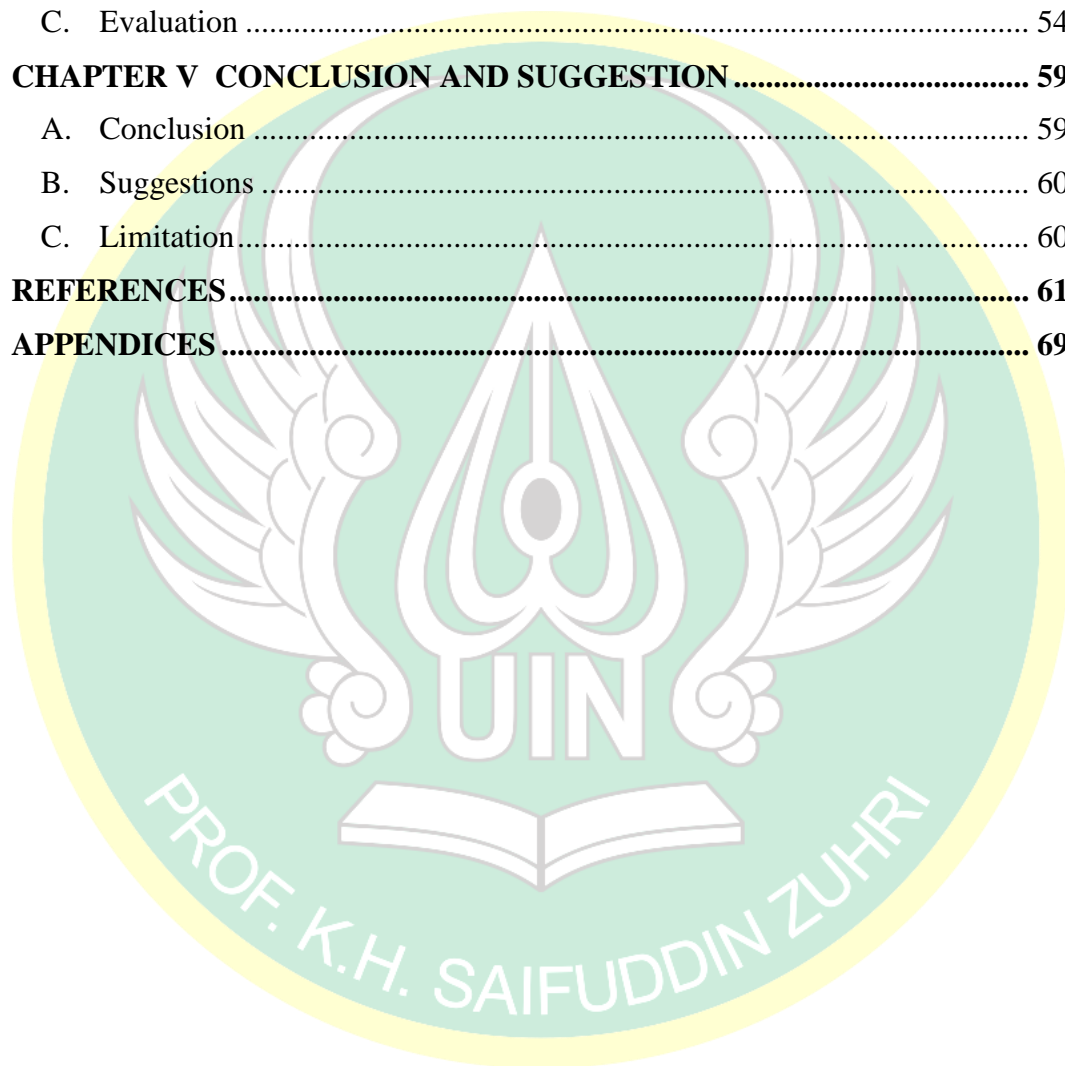 C. Evaluation ........................................................................................................ 54
CHAPTER V CONCLUSION AND SUGGESTION ...................................... 59
A. Conclusion ....................................................................................................... 59
B. Suggestions ...................................................................................................... 60
C. Limitation ......................................................................................................... 60
REFERENCES ..................................................................................................... 61
APPENDICES ...................................................................................................... 69
UIN
PROF. K.H. SAIFUDDIN ZUHRI